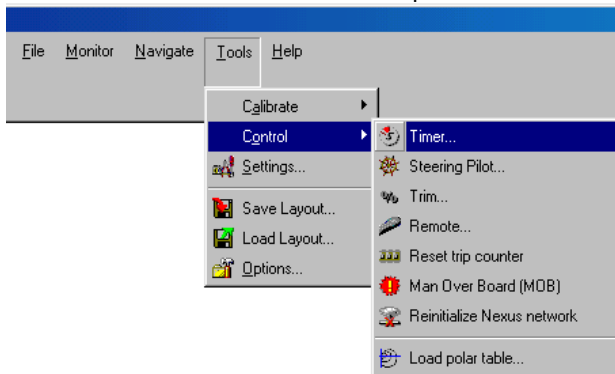 File Monitor Navigate Tools Help
Calibrate
Control
Settings...
Save Layout...
Load Layout...
Options...
Timer...
Steering Pilot...
Trim...
Remote...
Reset trip counter
Man Over Board (MOB)
Reinitialize Nexus network
Load polar table...